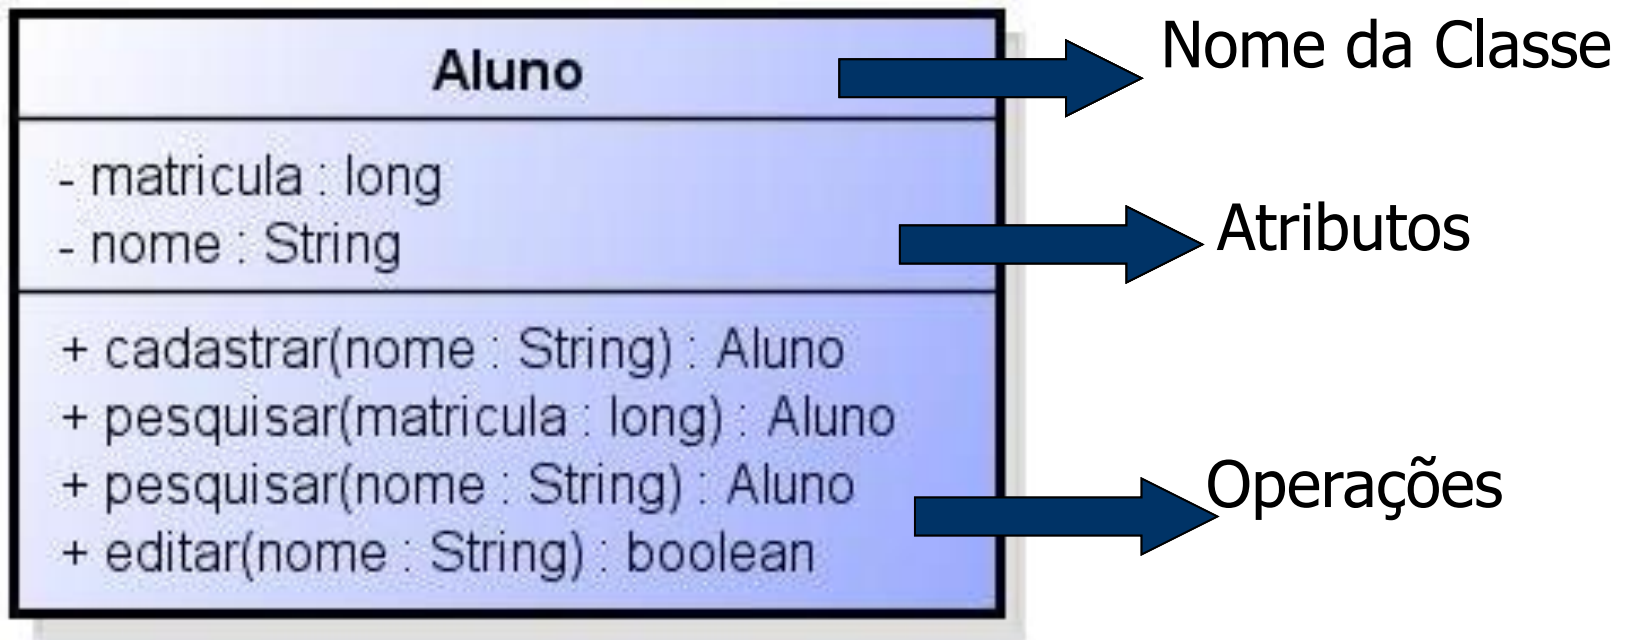 Aluno
Nome da Classe
- matricula : long
- nome : String
Atributos
+ cadastrar(nome : String) : Aluno
+ pesquisar(matricula : long) : Aluno
+ pesquisar(nome : String) : Aluno
+ editar(nome : String) : boolean
Operações